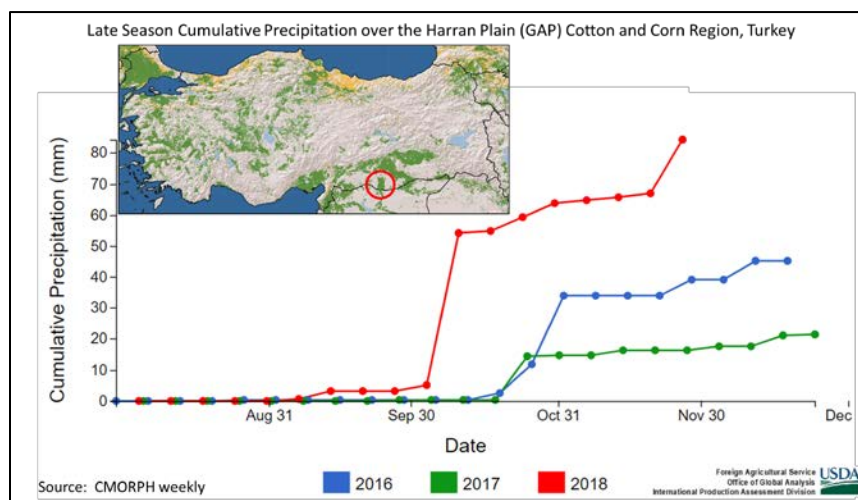 Late Season Cumulative Precipitation over the Harran Plain (GAP) Cotton and Corn Region, Turkey
Cumulative Precipitation (mm)
80
70
60
50
40
30
20
10
0
Aug 31
Sep 30
Oct 31
Nov 30
Dec
Date
Source: CMORPH weekly
2016
2017
2018
Foreign Agricultural Service
Office of Global Analysis
International Production Assessment Division
USDA